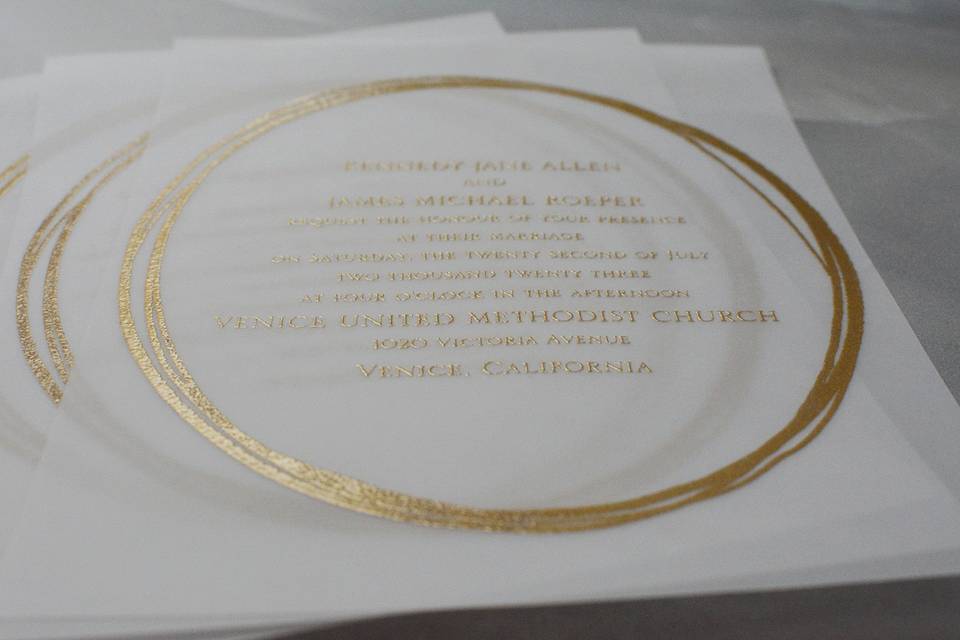 KENNEDY JANE ALLEN
AND
JAMES MICHAEL ROEPER
REQUEST THE HONOUR OF YOUR PRESENCE
AT THEIR MARRIAGE
ON SATURDAY, THE TWENTY SECOND OF JULY
TWO THOUSAND TWENTY THREE
AT FOUR O'CLOCK IN THE AFTERNOON
VENICE UNITED METHODIST CHURCH
1020 VICTORIA AVENUE
VENICE, CALIFORNIA